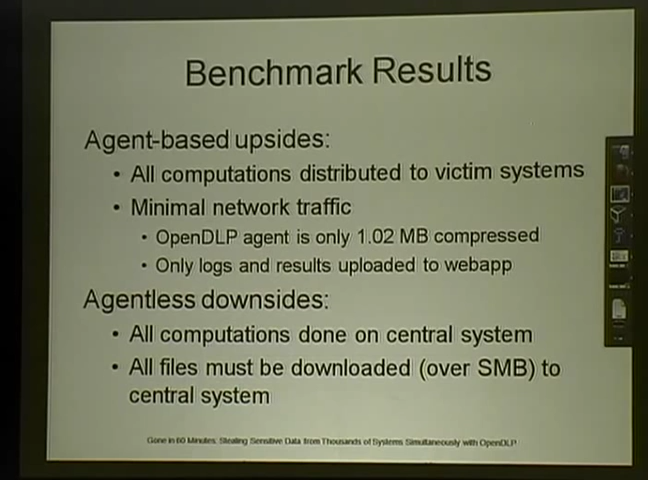 Benchmark Results
Agent-based upsides:
• All computations distributed to victim systems
• Minimal network traffic
• OpenDLP agent is only 1.02 MB compressed
• Only logs and results uploaded to webapp
Agentless downsides:
• All computations done on central system
• All files must be downloaded (over SMB) to
central system
Gone in 60 Minutes: Stealing Sensitive Data from Thousands of Systems Simultaneously with OpenDLP